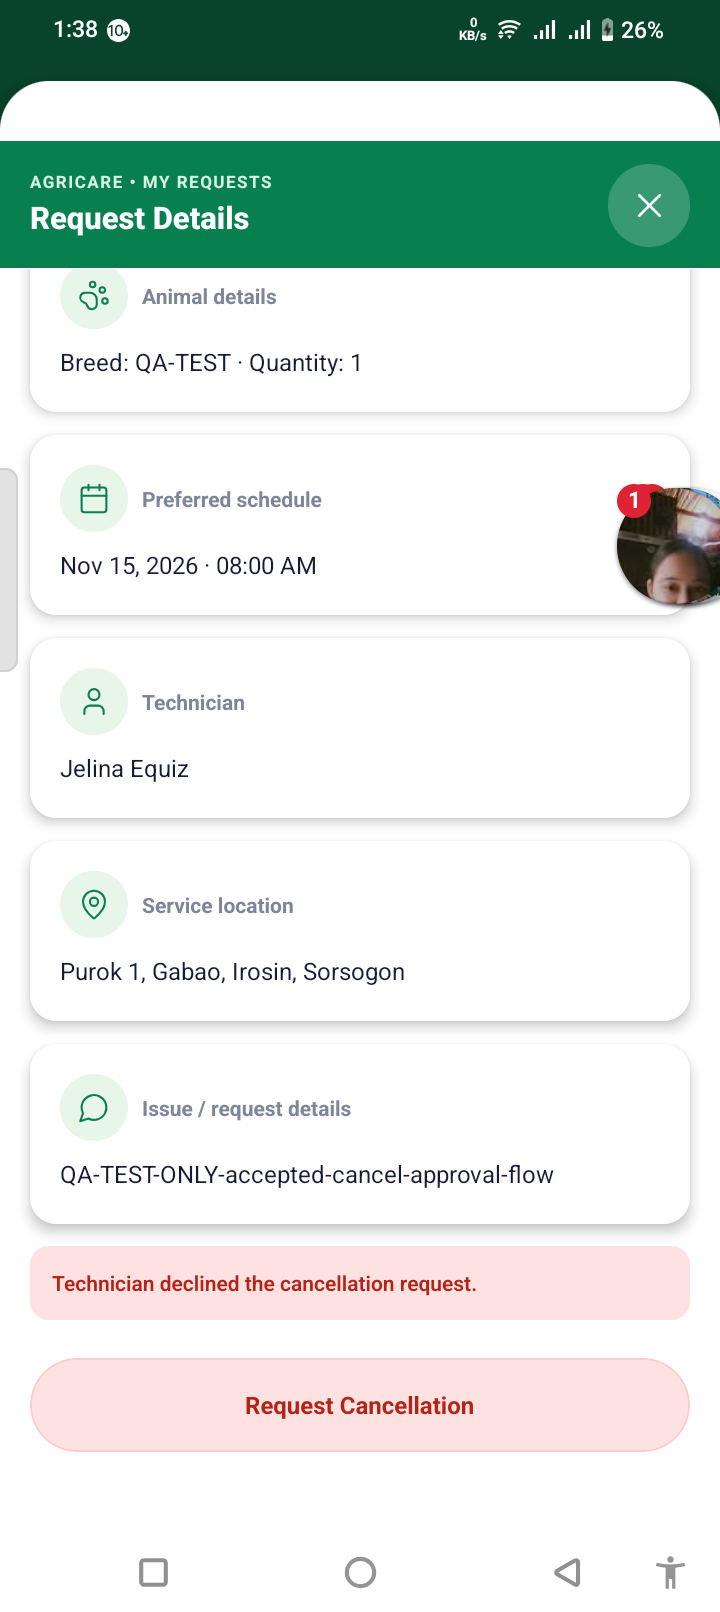 1:38
10
0
KB/s
26%
AGRICARE • MY REQUESTS
Request Details
Animal details
Breed: QA-TEST · Quantity: 1
Preferred schedule
Nov 15, 2026 · 08:00 AM
1
Technician
Jelina Equiz
Service location
Purok 1, Gabao, Irosin, Sorsogon
Issue / request details
QA-TEST-ONLY-accepted-cancel-approval-flow
Technician declined the cancellation request.
Request Cancellation